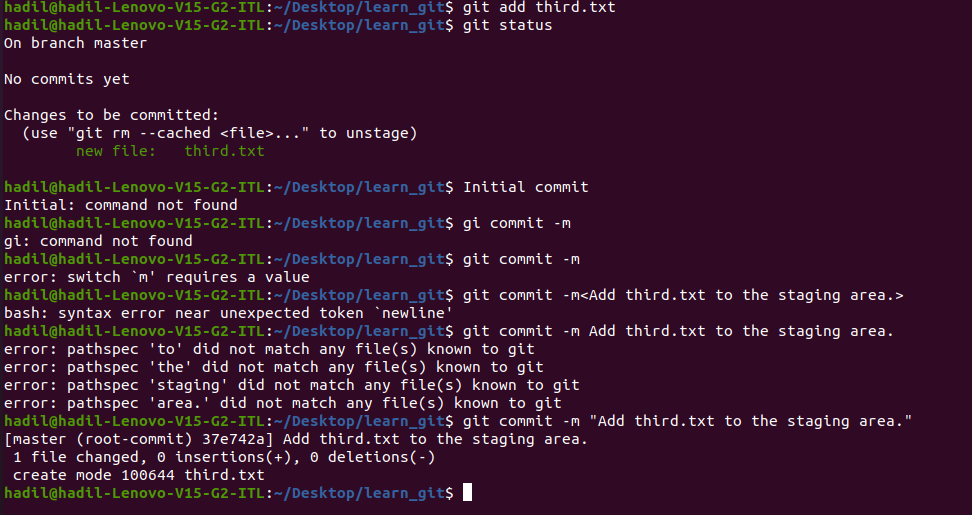 hadil@hadil-Lenovo-V15-G2-ITL:~/Desktop/learn_git$ git add third.txt
hadil@hadil-Lenovo-V15-G2-ITL:~/Desktop/learn_git$ git status
On branch master

No commits yet

Changes to be committed:
  (use "git rm --cached <file>..." to unstage)
        new file:   third.txt

hadil@hadil-Lenovo-V15-G2-ITL:~/Desktop/learn_git$ Initial commit
Initial: command not found
hadil@hadil-Lenovo-V15-G2-ITL:~/Desktop/learn_git$ gi commit -m
gi: command not found
hadil@hadil-Lenovo-V15-G2-ITL:~/Desktop/learn_git$ git commit -m
error: switch `m' requires a value
hadil@hadil-Lenovo-V15-G2-ITL:~/Desktop/learn_git$ git commit -m<Add third.txt to the staging area.>
bash: syntax error near unexpected token `newline'
hadil@hadil-Lenovo-V15-G2-ITL:~/Desktop/learn_git$ git commit -m Add third.txt to the staging area.
error: pathspec 'to' did not match any file(s) known to git
error: pathspec 'the' did not match any file(s) known to git
error: pathspec 'staging' did not match any file(s) known to git
error: pathspec 'area.' did not match any file(s) known to git
hadil@hadil-Lenovo-V15-G2-ITL:~/Desktop/learn_git$ git commit -m "Add third.txt to the staging area."
[master (root-commit) 37e742a] Add third.txt to the staging area.
 1 file changed, 0 insertions(+), 0 deletions(-)
 create mode 100644 third.txt
hadil@hadil-Lenovo-V15-G2-ITL:~/Desktop/learn_git$